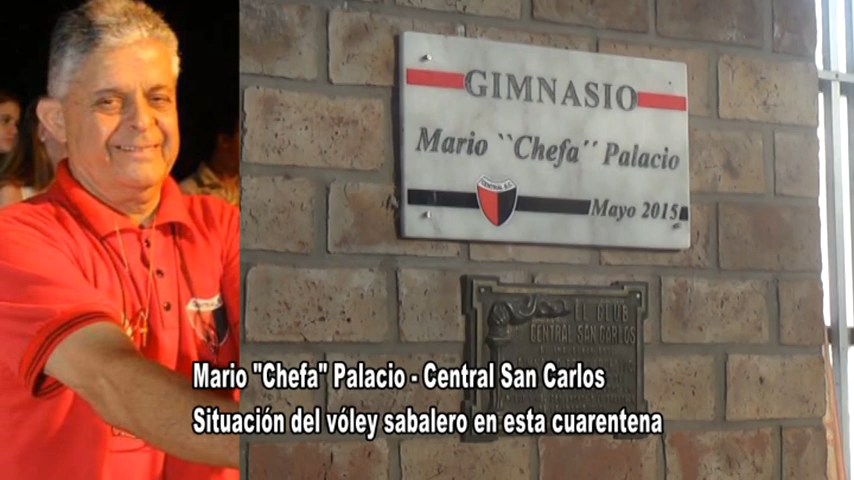 GIMNASIO
Mario ``Chefa´´ Palacio
CENTRAL S.C.
Mayo 2015
EL CLUB
CENTRAL SAN CARLOS
Mario "Chefa" Palacio - Central San Carlos
Situación del vóley sabalero en esta cuarentena